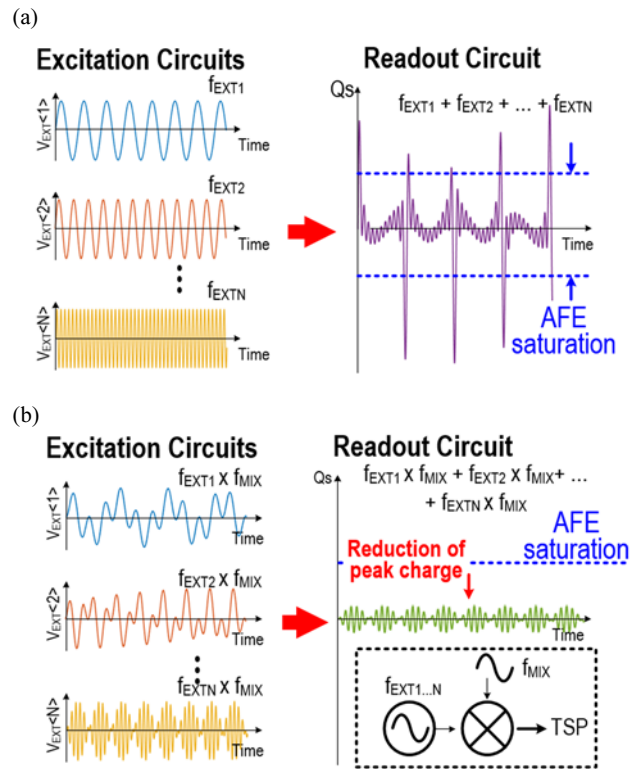 (a)
Excitation Circuits
Readout Circuit
fEXT1
VEXT<1>
Time
fEXT2
VEXT<2>
Time
fEXTN
VEXT<N>
Time
Qs
fEXT1 + fEXT2 + ... + fEXTN
Time
AFE
saturation
(b)
Excitation Circuits
Readout Circuit
fEXT1 X fMIX
VEXT<1>
Time
fEXT2 X fMIX
VEXT<2>
Time
fEXTN X fMIX
VEXT<N>
Time
Qs
fEXT1 X fMIX + fEXT2 X fMIX+ ...
+ fEXTN X fMIX
AFE
saturation
Reduction of
peak charge
Time
fMIX
fEXT1...N
TSP